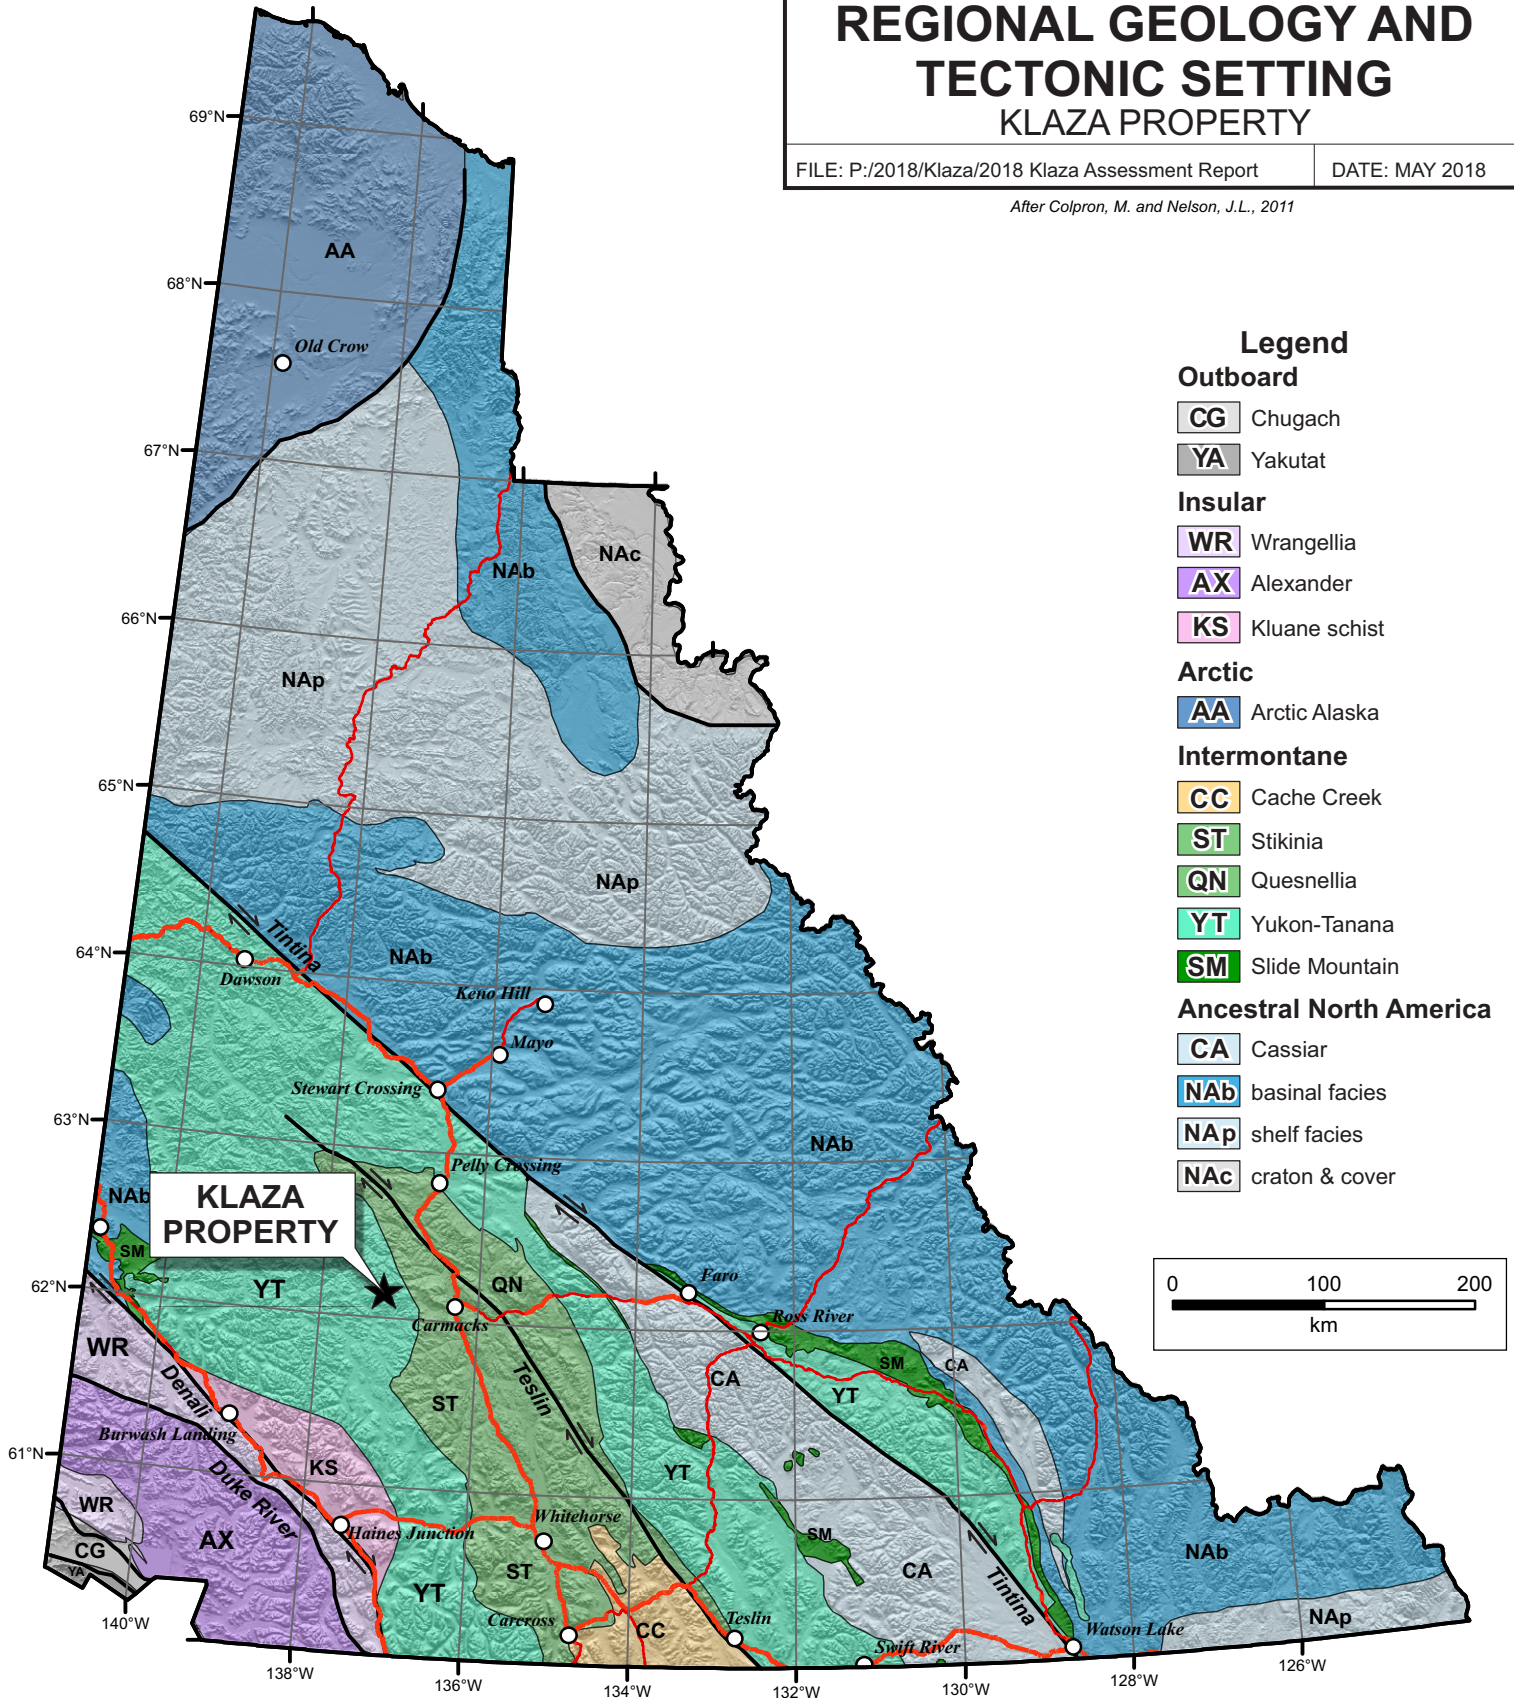 REGIONAL GEOLOGY AND
TECTONIC SETTING
KLAZA PROPERTY
FILE: P:/2018/Klaza/2018 Klaza Assessment Report
DATE: MAY 2018
After Colpron, M. and Nelson, J.L., 2011
Legend
Outboard
CG Chugach
YA Yakutat
Insular
WR Wrangellia
AX Alexander
KS Kluane schist
Arctic
AA Arctic Alaska
Intermontane
CC Cache Creek
ST Stikinia
QN Quesnellia
YT Yukon-Tanana
SM Slide Mountain
Ancestral North America
CA Cassiar
NAb basinal facies
NAp shelf facies
NAc craton & cover
0 100 200
km
69°N
68°N
67°N
66°N
65°N
64°N
63°N
62°N
61°N
140°W
138°W
136°W
134°W
132°W
130°W
128°W
126°W
AA
Old Crow
NAc
NAb
NAp
NAp
Tintina
NAb
Dawson
Keno Hill
Mayo
Stewart Crossing
NAb
Pelly Crossing
NAb
KLAZA
PROPERTY
SM
YT
QN
Faro
Carmacks
Ross River
WR
Denali
Teslin
CA
SM
CA
YT
ST
Burwash Landing
KS
YT
Duke River
WR
Whitehorse
SM
AX
Haines Junction
CG
YA
ST
CA
NAb
YT
Tintina
Carcross
CC
Teslin
Swift River
Watson Lake
NAp